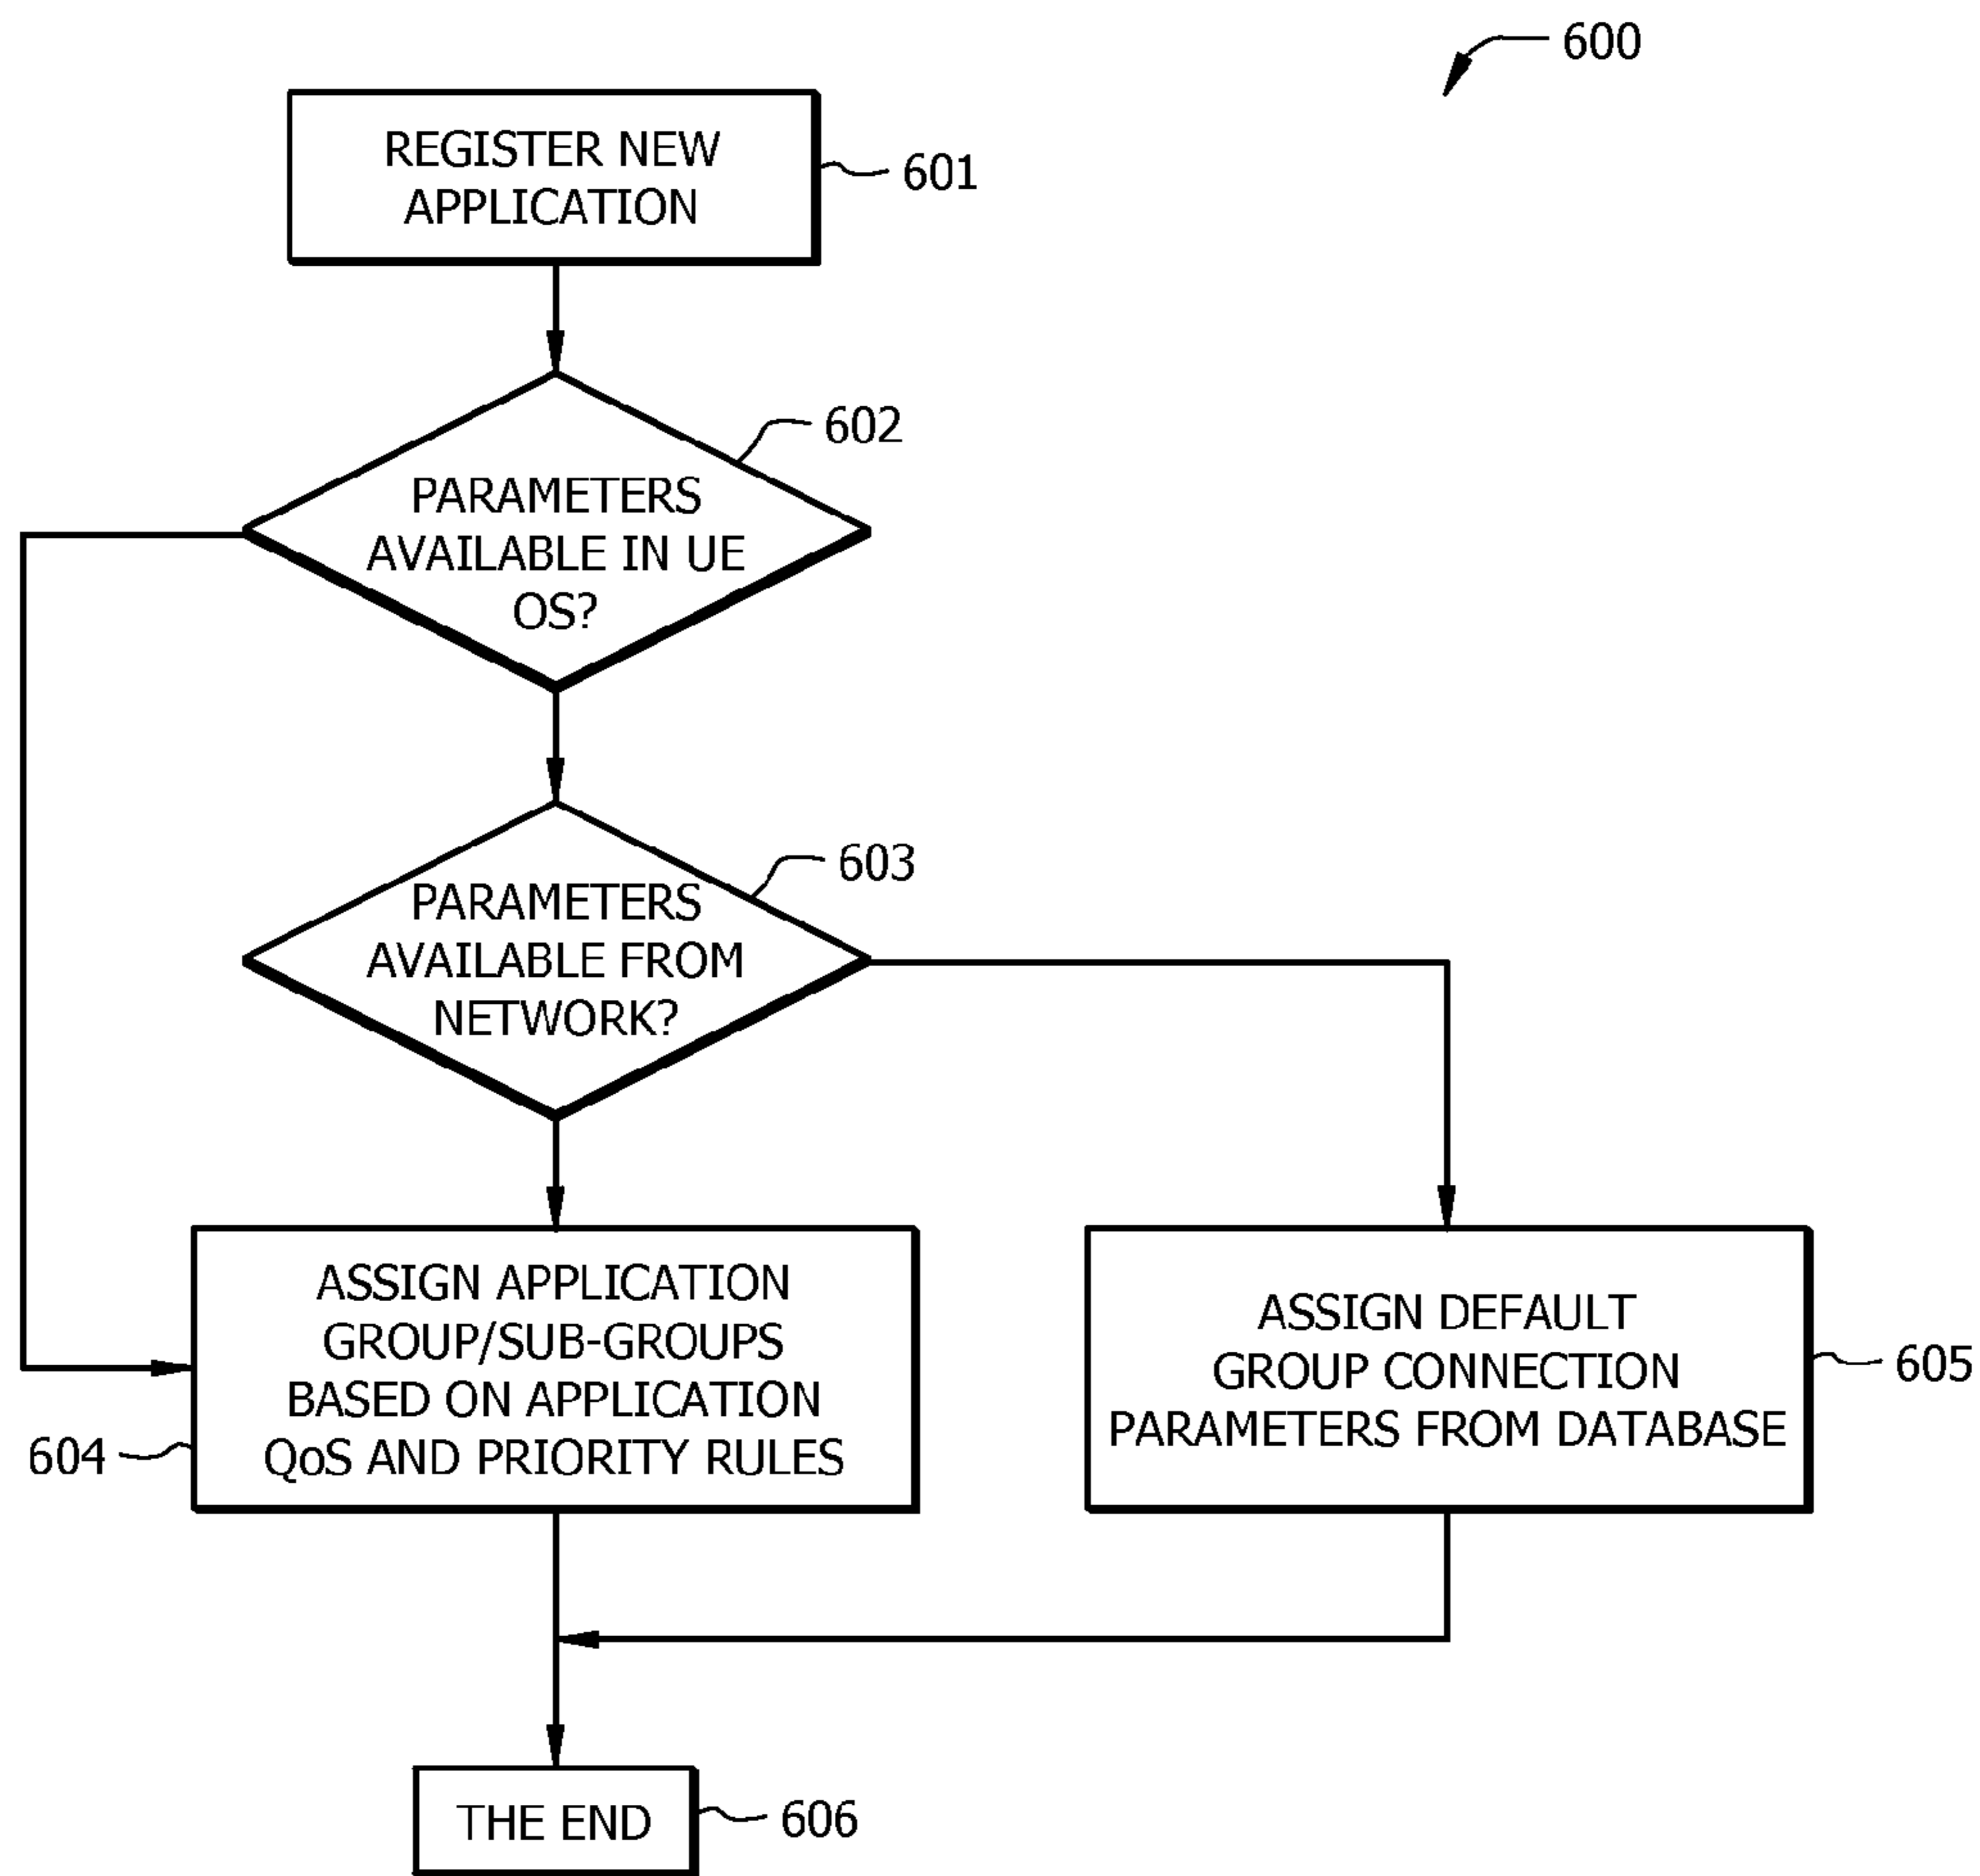 600
REGISTER NEW
APPLICATION
601
602
PARAMETERS
AVAILABLE IN UE
OS?
603
PARAMETERS
AVAILABLE FROM
NETWORK?
ASSIGN APPLICATION
GROUP/SUB-GROUPS
BASED ON APPLICATION
QoS AND PRIORITY RULES
604
ASSIGN DEFAULT
GROUP CONNECTION
PARAMETERS FROM DATABASE
605
THE END
606